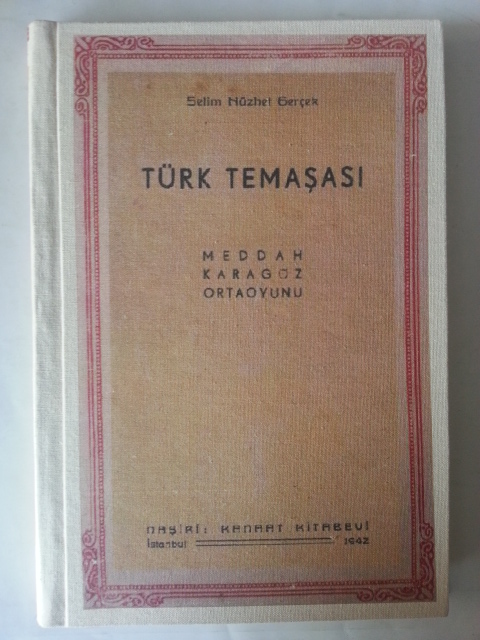 Selim Nüzhet Gerçek
TÜRK TEMAŞASI
MEDDAH
KARAGÖZ
ORTAOYUNU
NAŞİRİ: KANAAT KİTABEVİ
İstanbul 1942